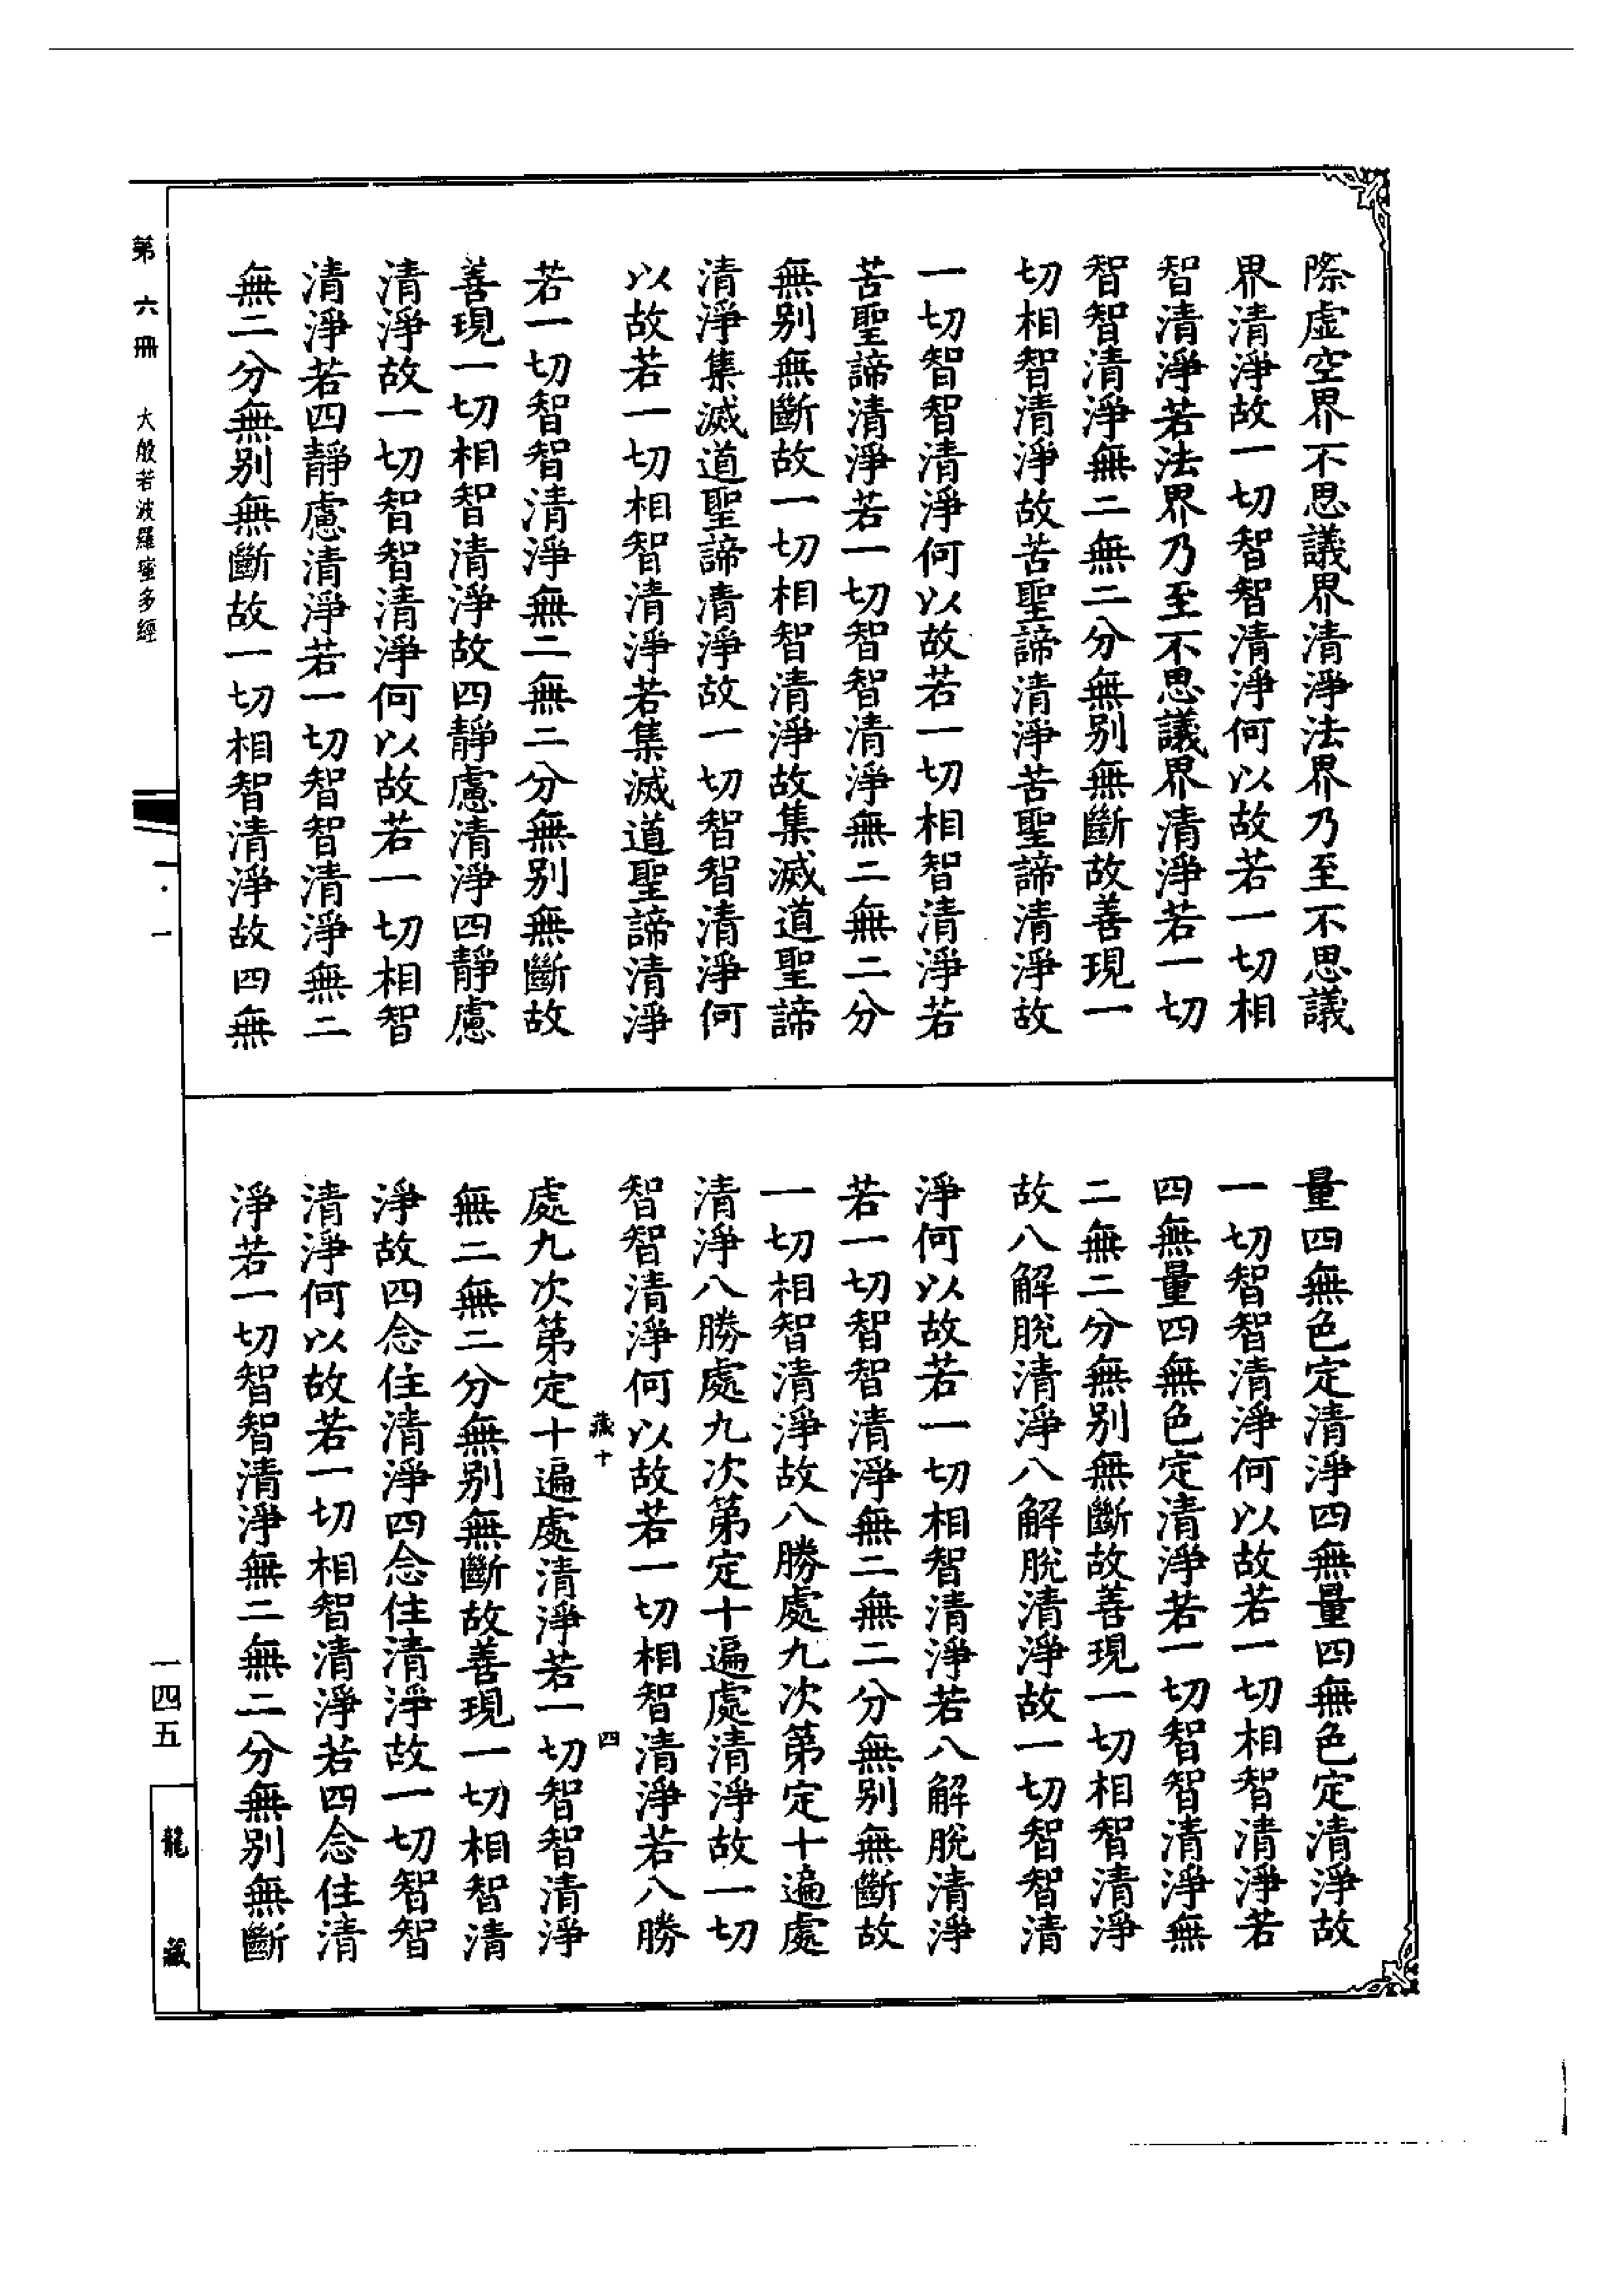 際虛空界不思議界清淨法界乃至不思議
界清淨故一切智智清淨何以故若一切相
智清淨若法界乃至不思議界清淨若一切
智智清淨無二無二分無别無斷故善現一
切相智清淨故苦聖諦清淨苦聖諦清淨故
一切智智清淨何以故若一切相智清淨若
苦聖諦清淨若一切智智清淨無二無二分
無别無斷故一切相智清淨故集滅道聖諦
清淨集滅道聖諦清淨故一切智智清淨何
以故若一切相智清淨若集滅道聖諦清淨
若一切智智清淨無二無二分無别無斷故
善現一切相智清淨故四靜慮清淨四靜慮
清淨故一切智智清淨何以故若一切相智
清淨若四靜慮清淨若一切智智清淨無二
無二分無别無斷故一切相智清淨故四無
量四無色定清淨四無量四無色定清淨故
一切智智清淨何以故若一切相智清淨若
四無量四無色定清淨若一切智智清淨無
二無二分無别無斷故善現一切相智清淨
故八解脫清淨八解脫清淨故一切智智清
淨何以故若一切相智清淨若八解脫清淨
若一切智智清淨無二無二分無别無斷故
一切相智清淨故八勝處九次第定十遍處
清淨八勝處九次第定十遍處清淨故一切
智智清淨何以故若一切相智清淨若八勝
藏十 四
處九次第定十遍處清淨若一切智智清淨
無二無二分無别無斷故善現一切相智清
淨故四念住清淨四念住清淨故一切智智
清淨何以故若一切相智清淨若四念住清
淨若一切智智清淨無二無二分無别無斷
第六冊 大般若波羅蜜多經
一·一
一四五
龍藏